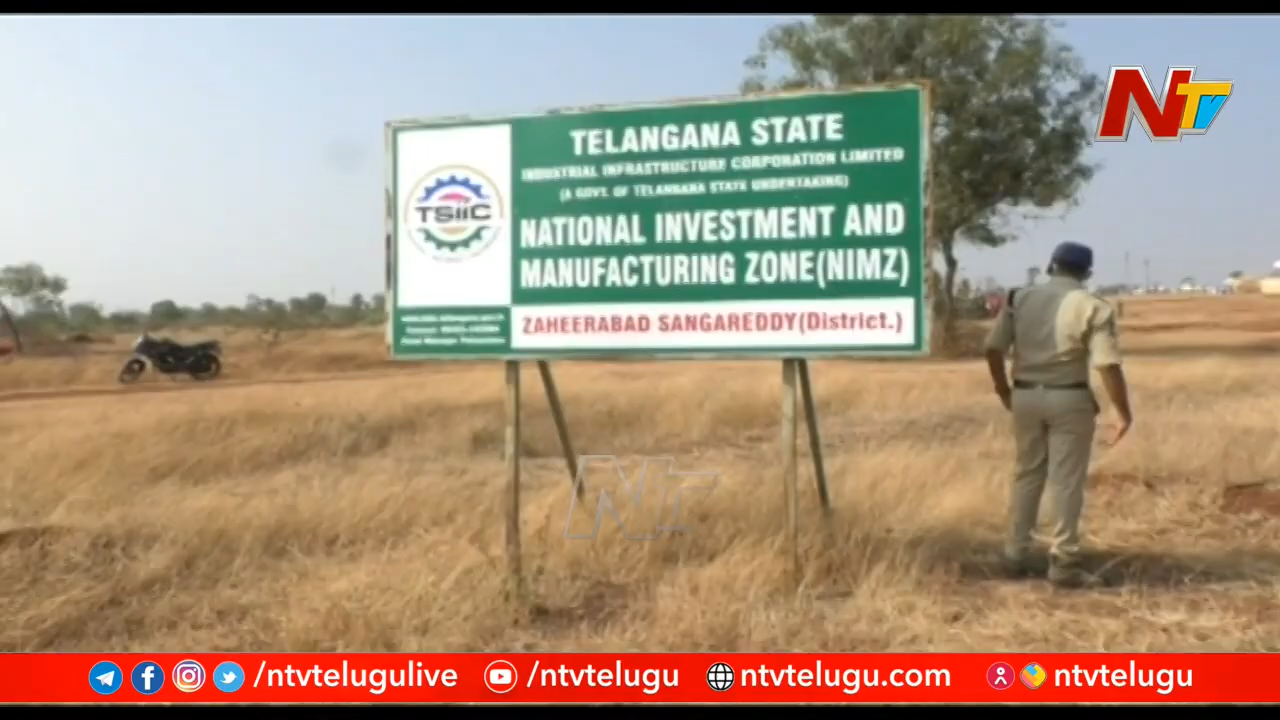 NTV
TELANGANA STATE
INDUSTRIAL INFRASTRUCTURE CORPORATION LIMITED
(A GOVT. OF TELANGANA STATE UNDERTAKING)
TSiiC
NATIONAL INVESTMENT AND
MANUFACTURING ZONE(NIMZ)
ZAHEERABAD SANGAREDDY(District.)
NTV
/ntvtelugulive /ntvtelugu ntvtelugu.com ntvtelugu